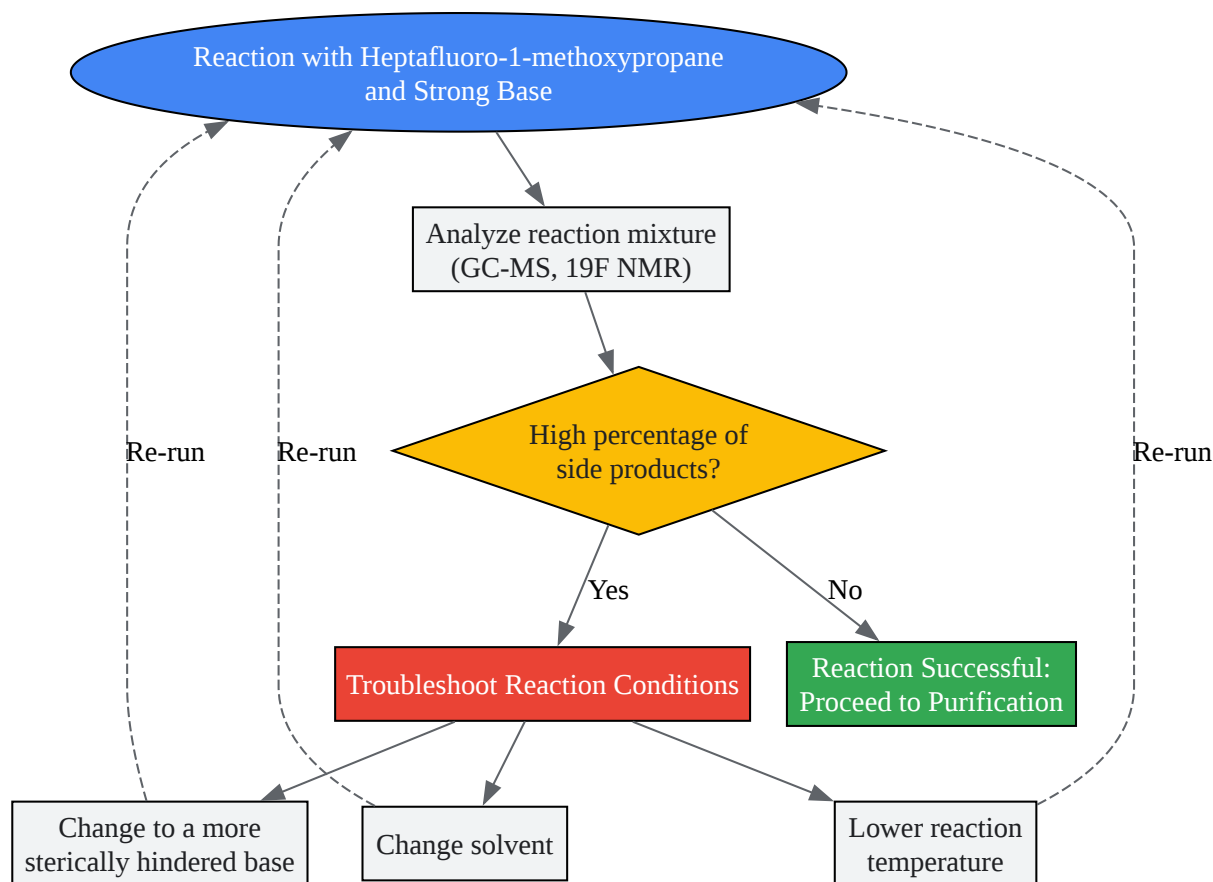 Reaction with Heptafluoro-1-methoxypropane
and Strong Base
Analyze reaction mixture
(GC-MS, 19F NMR)
High percentage of
side products?
Re-run
Re-run
Re-run
Yes
No
Troubleshoot Reaction Conditions
Reaction Successful:
Proceed to Purification
Change to a more
sterically hindered base
Change solvent
Lower reaction
temperature